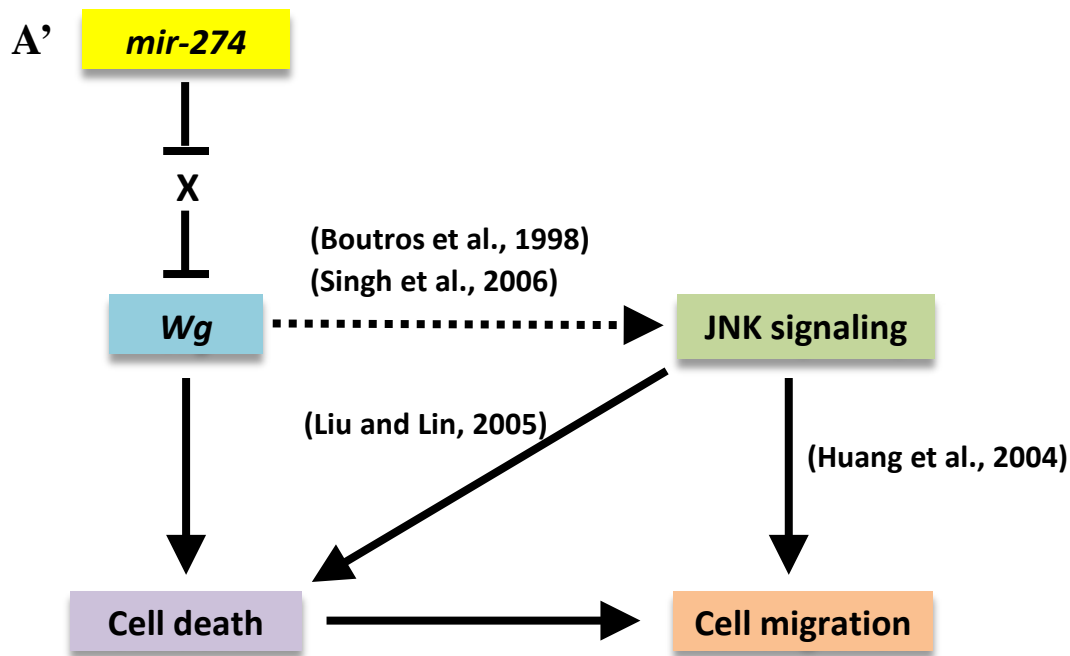 A’
mir-274
X
(Boutros et al., 1998)
(Singh et al., 2006)
Wg
JNK signaling
(Liu and Lin, 2005)
(Huang et al., 2004)
Cell death
Cell migration